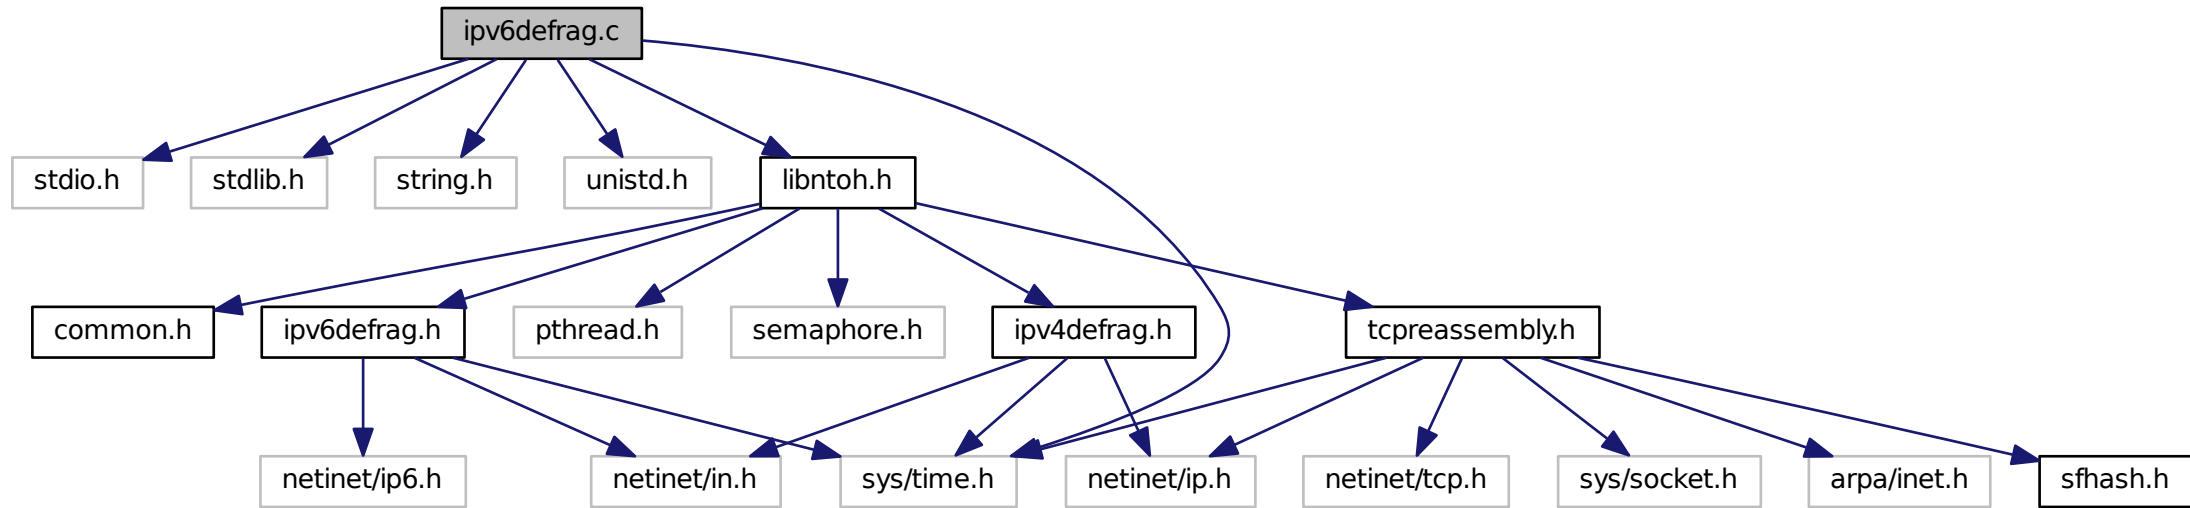 ipv6defrag.c
stdio.h
stdlib.h
string.h
unistd.h
libntoh.h
common.h
ipv6defrag.h
pthread.h
semaphore.h
ipv4defrag.h
tcpreassembly.h
netinet/ip6.h
netinet/in.h
sys/time.h
netinet/ip.h
netinet/tcp.h
sys/socket.h
arpa/inet.h
sfhash.h